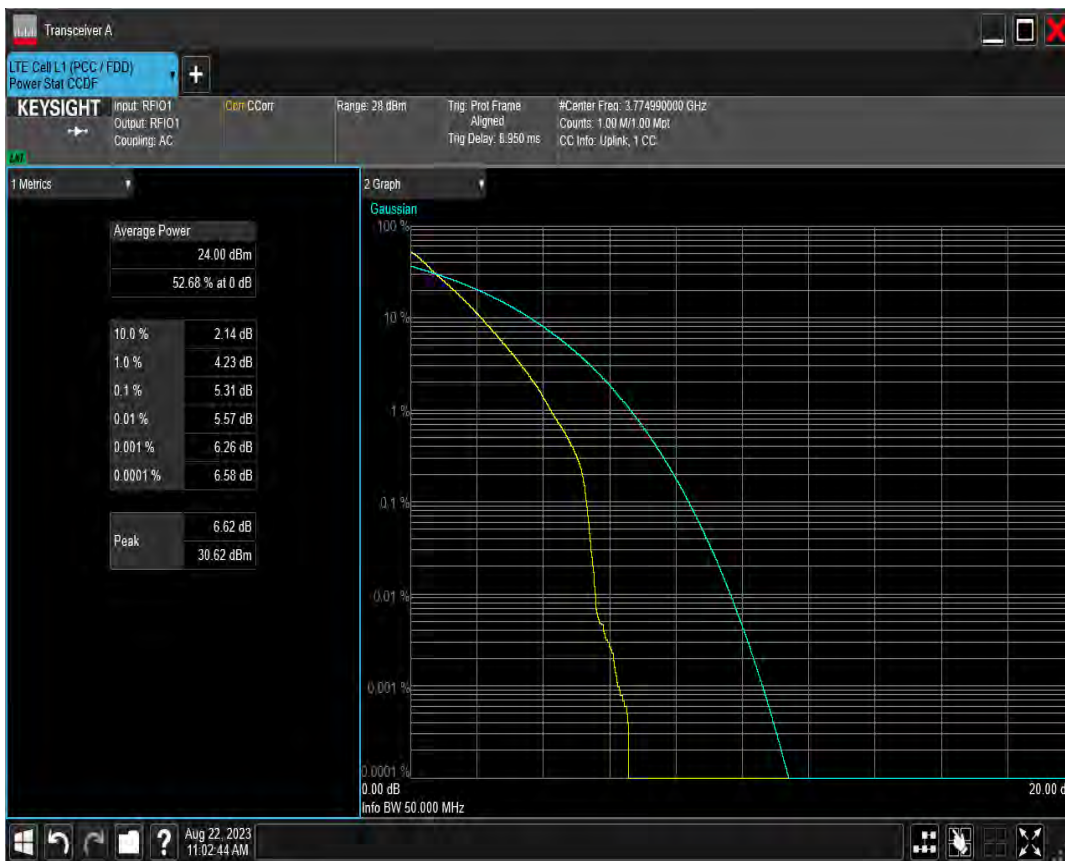 Transceiver A
LTE Cell L1 (PCC / FDD)
Power Stat CCDF
+
KEYSIGHT
LXI
Input: RFIO1
Output: RFIO1
Coupling: AC
Corr CCorr
Range: 28 dBm
Trig: Prot Frame
Aligned
Trig Delay: 8.950 ms
#Center Freq: 3.774990000 GHz
Counts: 1.00 M/1.00 Mpt
CC Info: Uplink, 1 CC
1 Metrics
Average Power
24.00 dBm
52.68 % at 0 dB
10.0 % 2.14 dB
1.0 % 4.23 dB
0.1 % 5.31 dB
0.01 % 5.57 dB
0.001 % 6.26 dB
0.0001 % 6.58 dB
Peak 6.62 dB
30.62 dBm
2 Graph
Gaussian
100 %
10 %
1 %
0.1 %
0.01 %
0.001 %
0.0001 %
0.00 dB
20.00 d
Info BW 50.000 MHz
?
Aug 22, 2023
11:02:44 AM